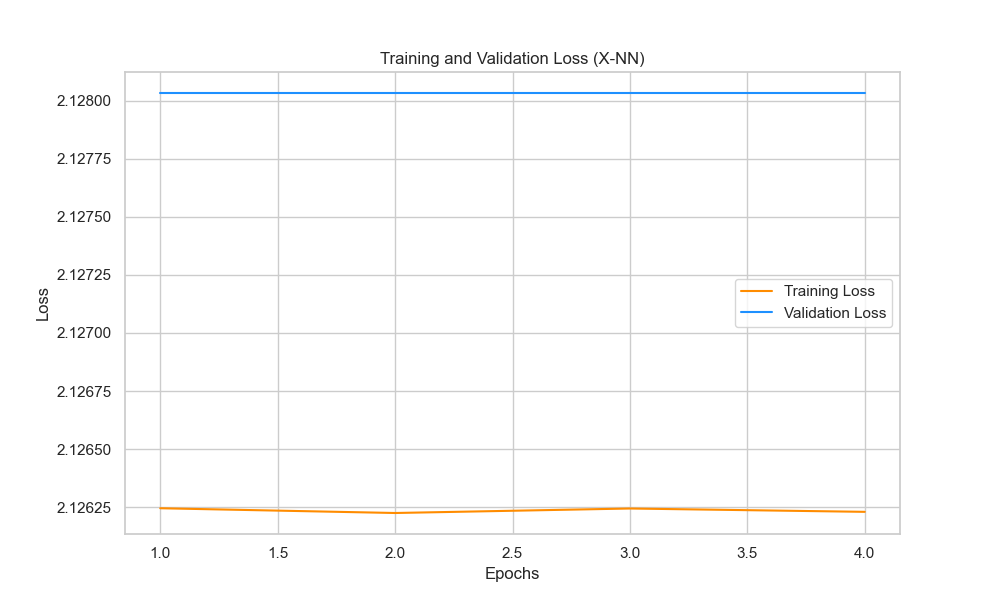 Training and Validation Loss (X-NN)
2.12800
2.12775
2.12750
2.12725
2.12700
2.12675
2.12650
2.12625
Loss
Training Loss
Validation Loss
1.0 1.5 2.0 2.5 3.0 3.5 4.0
Epochs